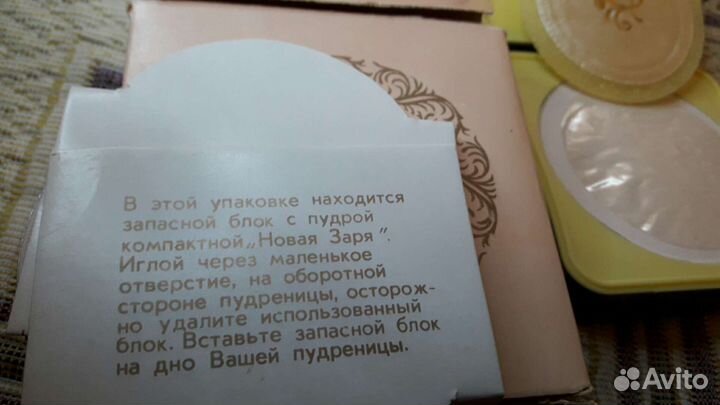 В этой упаковке находится
запасной блок с пудрой
компактной „Новая Заря".
Иглой через маленькое
отверстие, на оборотной
стороне пудреницы, осторож-
но удалите использованный
блок. Вставьте запасной блок
на дно Вашей пудреницы.
Avito